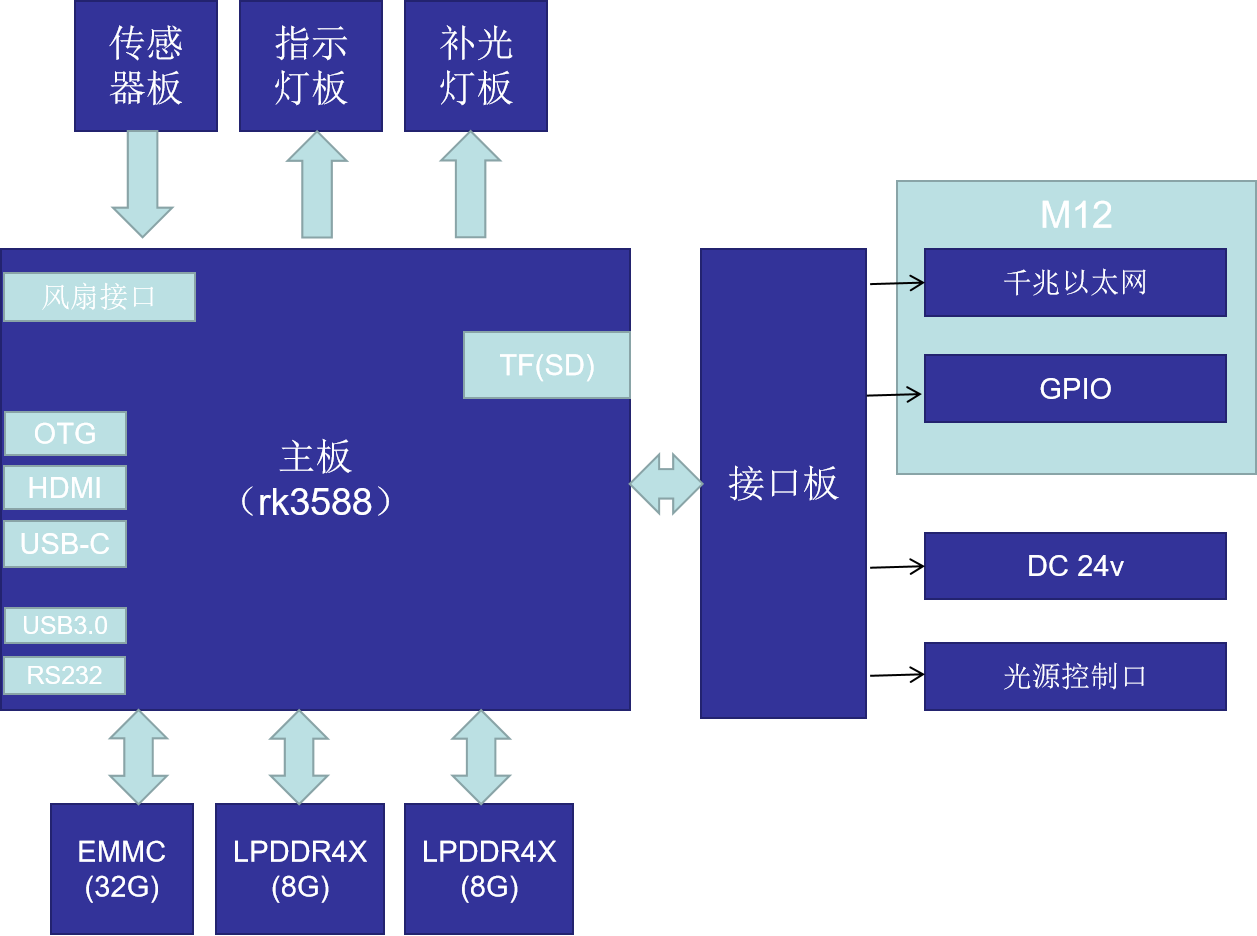 传感
器板
指示
灯板
补光
灯板
风扇接口
TF(SD)
OTG
HDMI
USB-C
USB3.0
RS232
主板
（rk3588）
接口板
M12
千兆以太网
GPIO
DC 24v
光源控制口
EMMC
(32G)
LPDDR4X
(8G)
LPDDR4X
(8G)